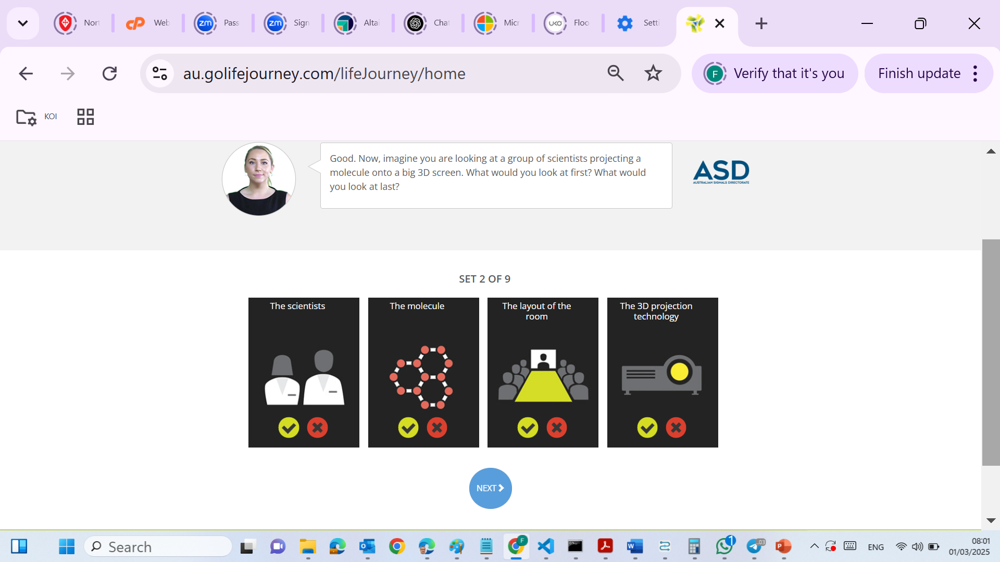 Nort
Web
Pass
Sign
Altai
Chat
Micr
Floo
Setti
au.golifejourney.com/lifeJourney/home
Verify that it's you
Finish update
KOI
Good. Now, imagine you are looking at a group of scientists projecting a
molecule onto a big 3D screen. What would you look at first? What would
you look at last?
ASD
AUSTRALIAN SIGNALS DIRECTORATE
SET 2 OF 9
The scientists
The molecule
The layout of the
room
The 3D projection
technology
NEXT
Search
ENG
08:01
01/03/2025